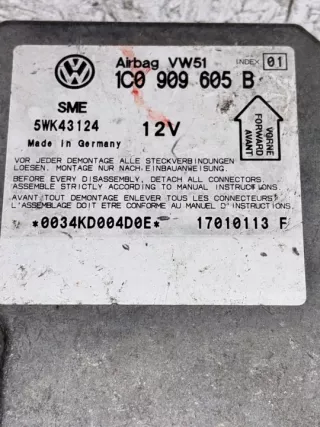 Airbag VW51 INDEX 01
1C0 909 605 B
SME
5WK43124 12V
Made in Germany
VORNE
FORWARD
AVANT
VOR JEDER DEMONTAGE ALLE STECKVERBINDUNGEN
LOESEN. MONTAGE NUR NACH EINBAUANWEISUNG.
BEFORE EVERY DISASSEMBLY, DETACH ALL CONNECTORS.
ASSEMBLE STRICTLY ACCORDING TO MANUAL INSTRUCTIONS.
AVANT TOUT DEMONTAGE ENLEVER TOUS LES CONNECTEURS.
L'ASSEMBLAGE DOIT ETRE CONFORME AU MANUEL D'INSTRUCTIONS.
*0034KD004D0E* 17010113 F